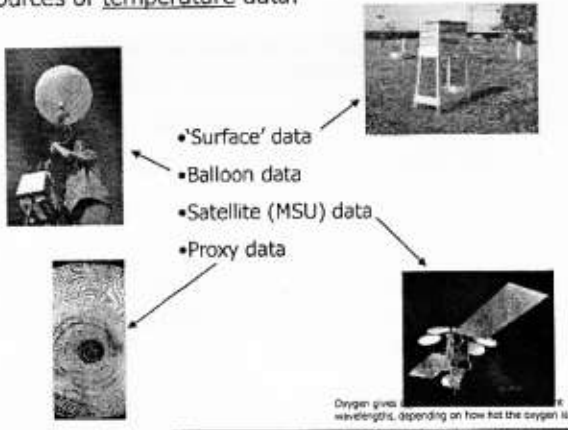 ources of temperature data:
•'Surface' data
•Balloon data
•Satellite (MSU) data
•Proxy data
Oxygen gives
wavelengths, depending on how hot the oxygen is